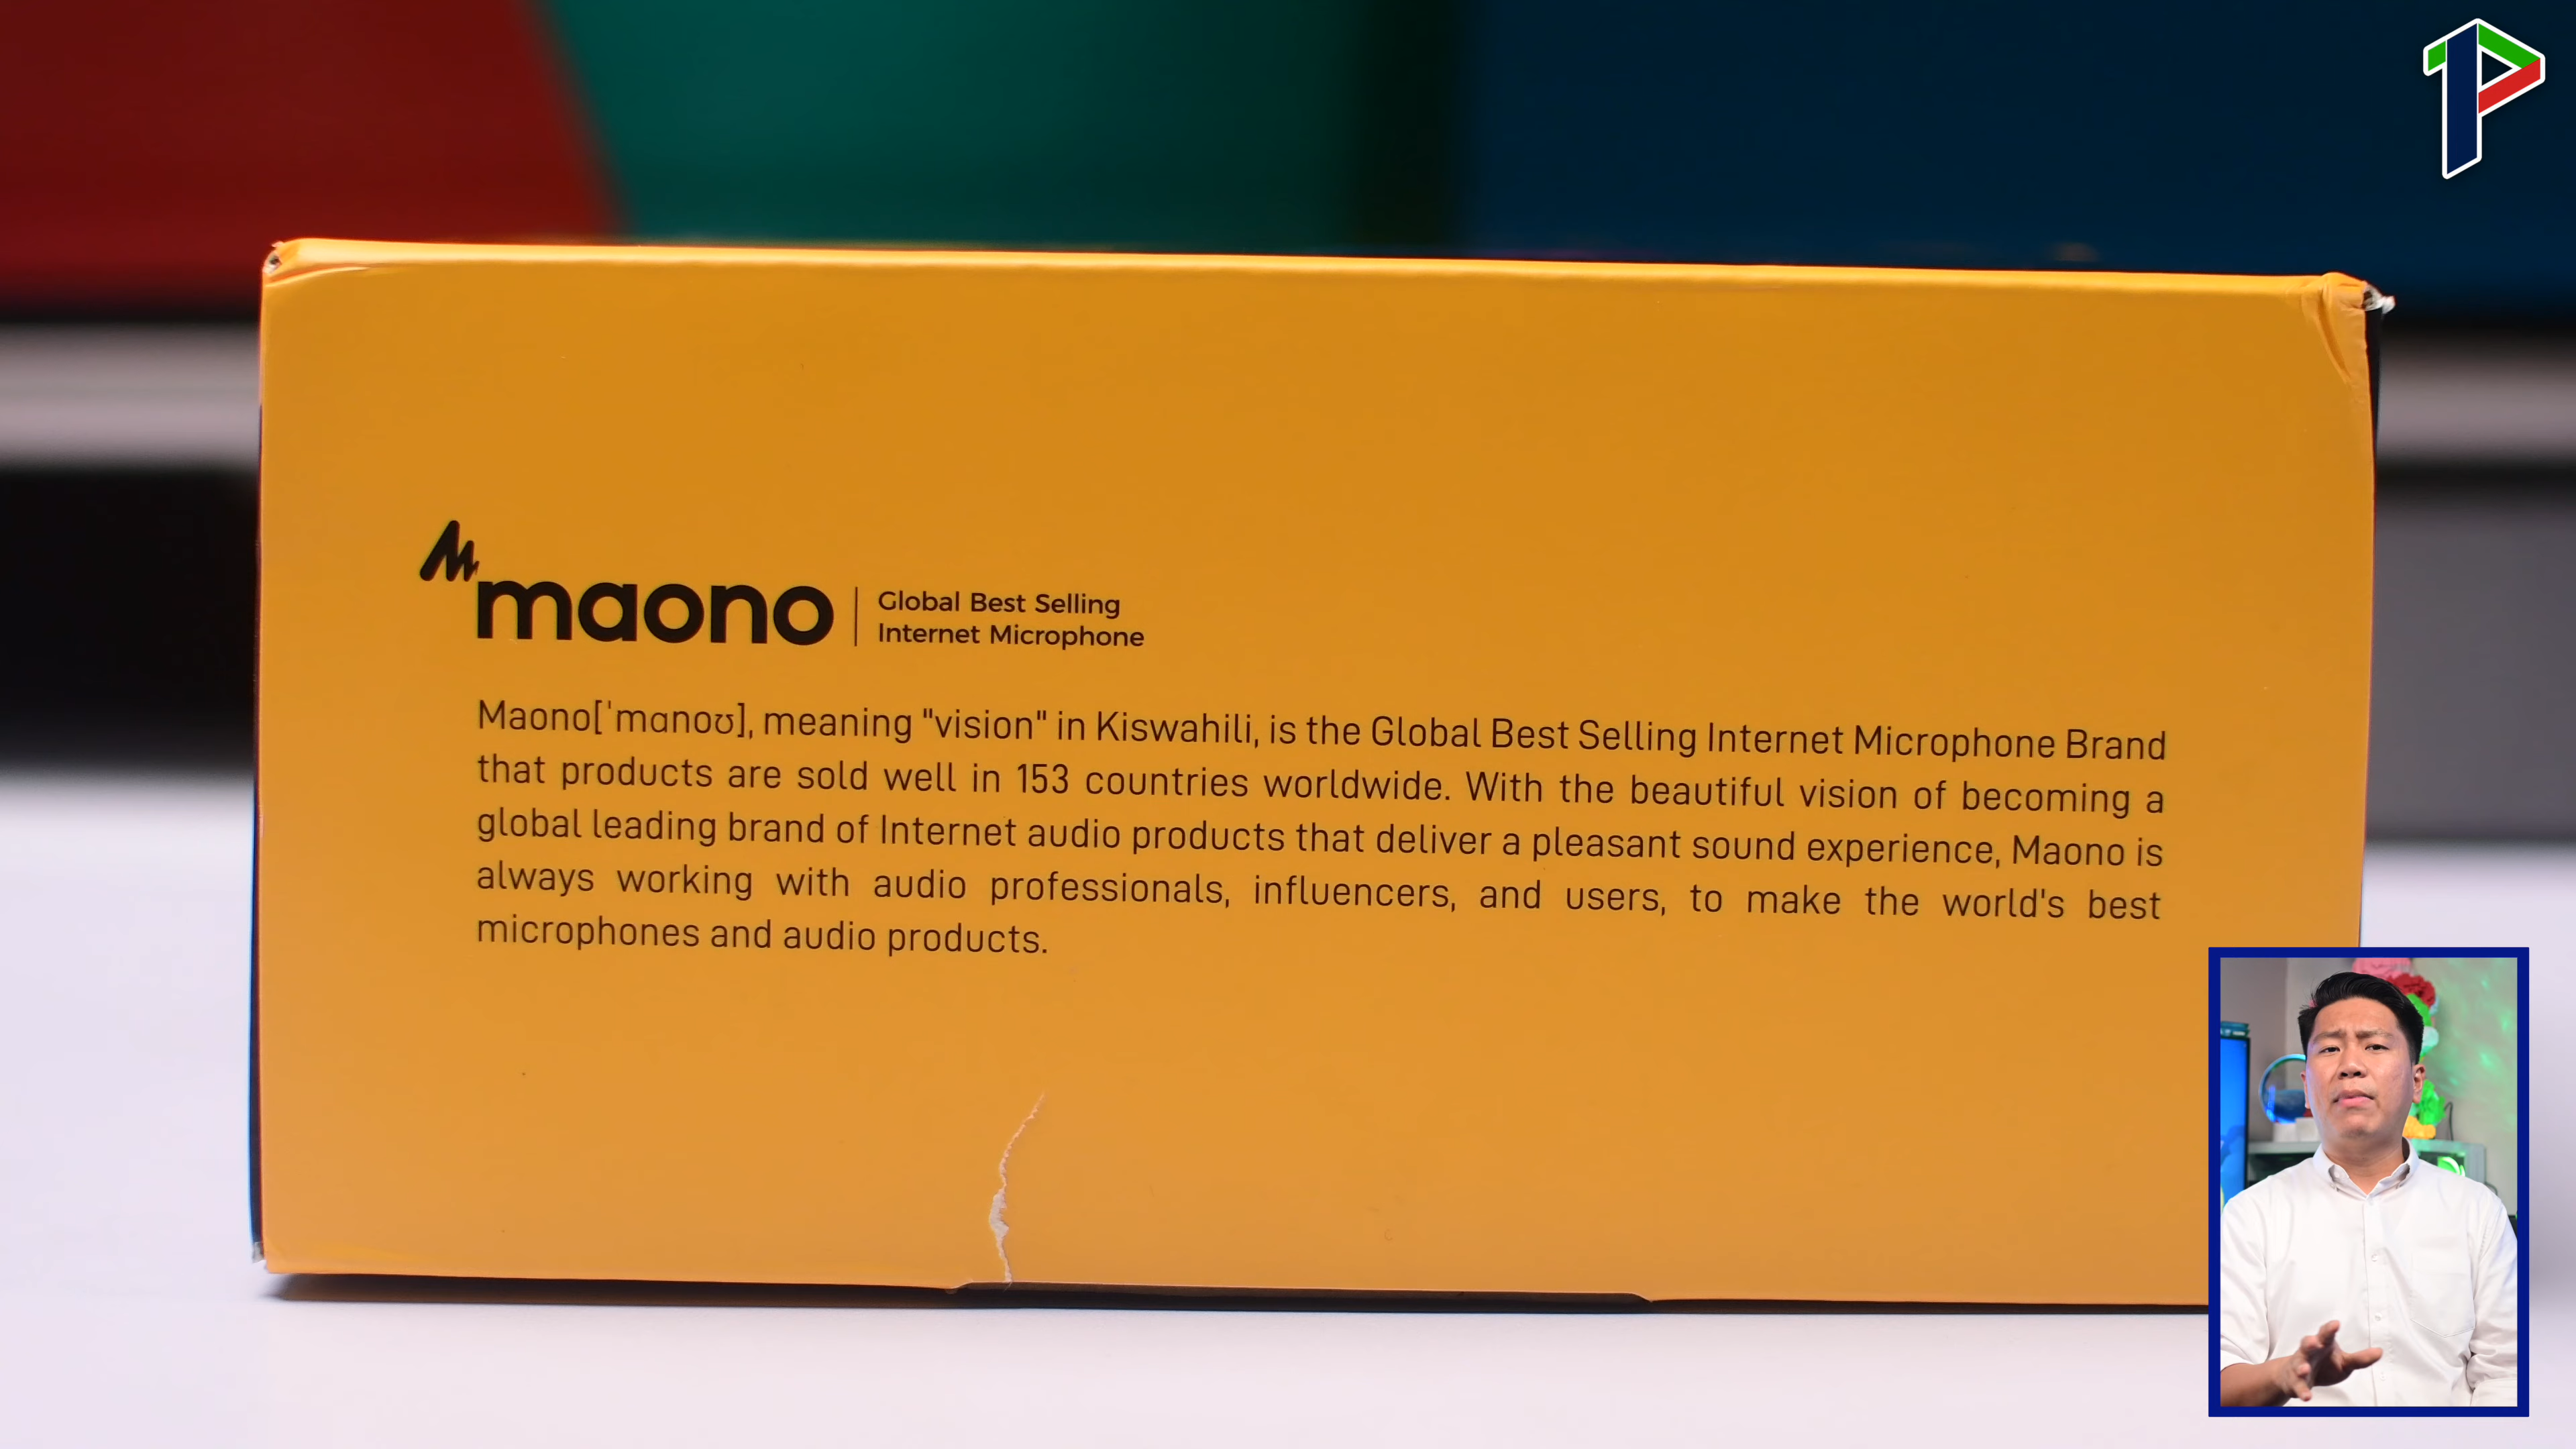 maono
Global Best Selling
Internet Microphone
Maono[ˈmɑnoʊ], meaning "vision" in Kiswahili, is the Global Best Selling Internet Microphone Brand
that products are sold well in 153 countries worldwide. With the beautiful vision of becoming a
global leading brand of Internet audio products that deliver a pleasant sound experience, Maono is
always working with audio professionals, influencers, and users, to make the world's best
microphones and audio products.